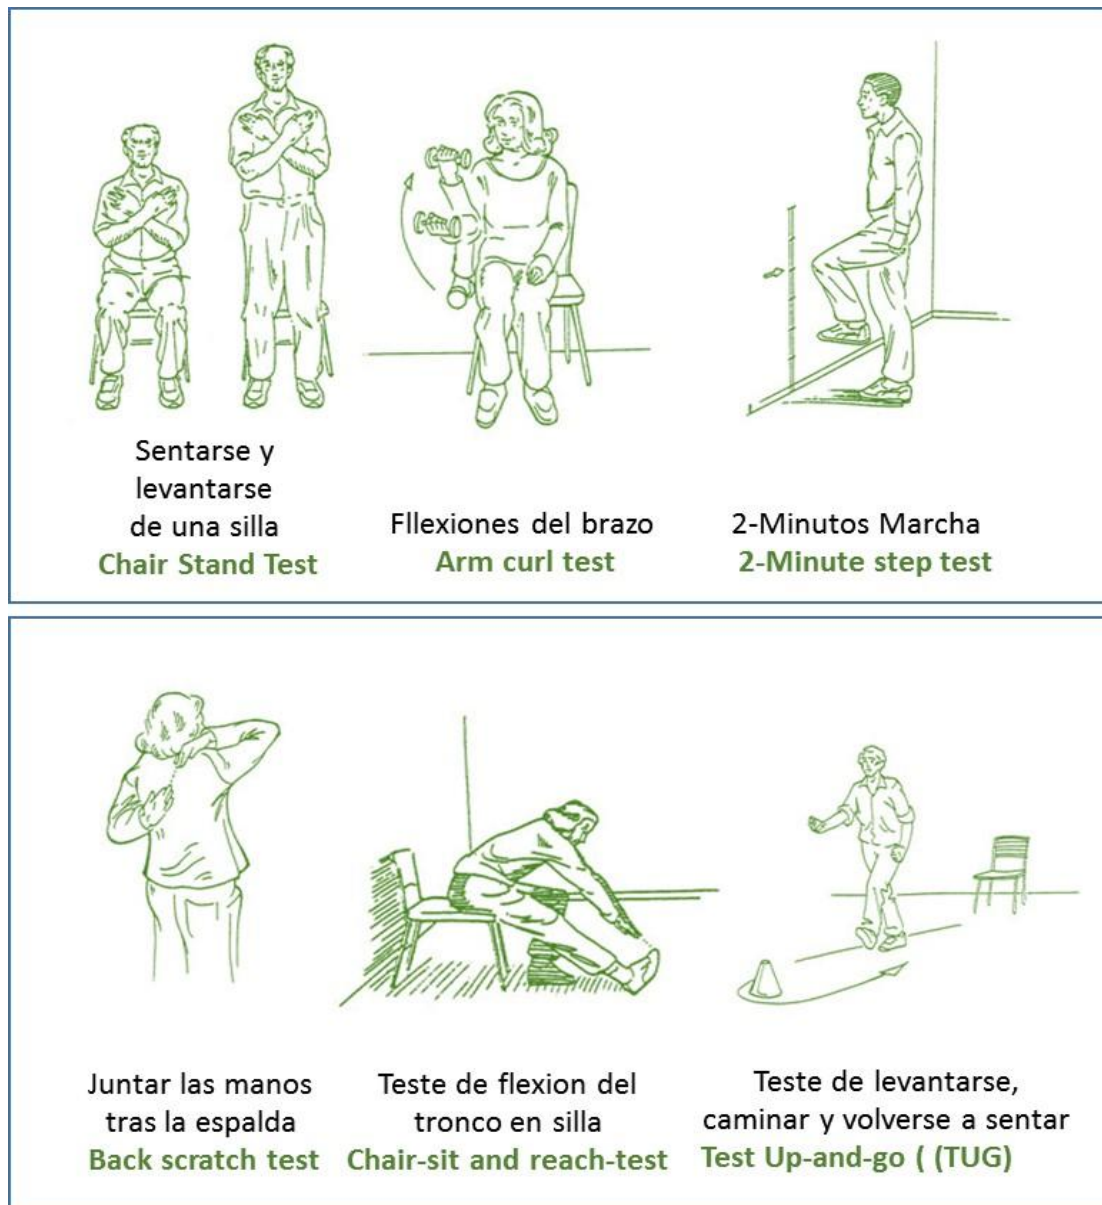 Sentarse y
levantarse
de una silla
Chair Stand Test
Fllexiones del brazo
Arm curl test
2-Minutos Marcha
2-Minute step test
Juntar las manos
tras la espalda
Back scratch test
Teste de flexion del
tronco en silla
Chair-sit and reach-test
Teste de levantarse,
caminar y volverse a sentar
Test Up-and-go ( (TUG)